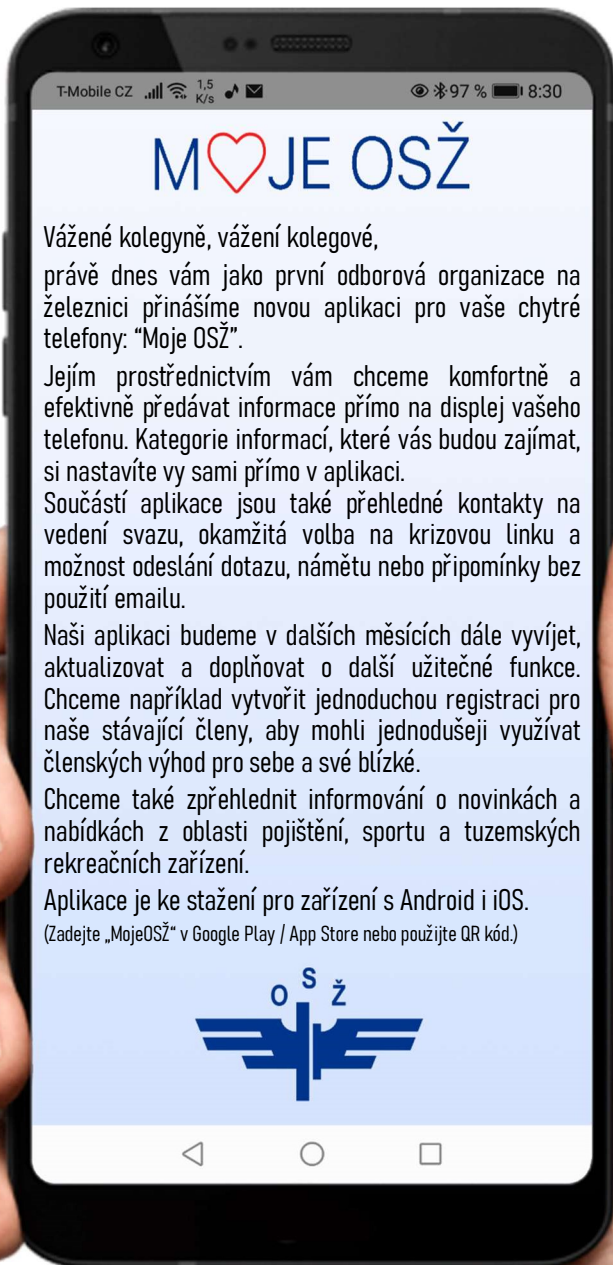 T-Mobile CZ 1,5 K/s 97 % 8:30
M JE OSŽ
Vážené kolegyně, vážení kolegové,
právě dnes vám jako první odborová organizace na
železnici přinášíme novou aplikaci pro vaše chytré
telefony: “Moje OSŽ”.
Jejím prostřednictvím vám chceme komfortně a
efektivně předávat informace přímo na displej vašeho
telefonu. Kategorie informací, které vás budou zajímat,
si nastavíte vy sami přímo v aplikaci.
Součástí aplikace jsou také přehledné kontakty na
vedení svazu, okamžitá volba na krizovou linku a
možnost odeslání dotazu, námětu nebo připomínky bez
použití emailu.
Naši aplikaci budeme v dalších měsících dále vyvíjet,
aktualizovat a doplňovat o další užitečné funkce.
Chceme například vytvořit jednoduchou registraci pro
naše stávající členy, aby mohli jednodušeji využívat
členských výhod pro sebe a své blízké.
Chceme také zpřehlednit informování o novinkách a
nabídkách z oblasti pojištění, sportu a tuzemských
rekreačních zařízení.
Aplikace je ke stažení pro zařízení s Android i iOS.
(Zadejte „MojeOSŽ“ v Google Play / App Store nebo použijte QR kód.)
O S Ž